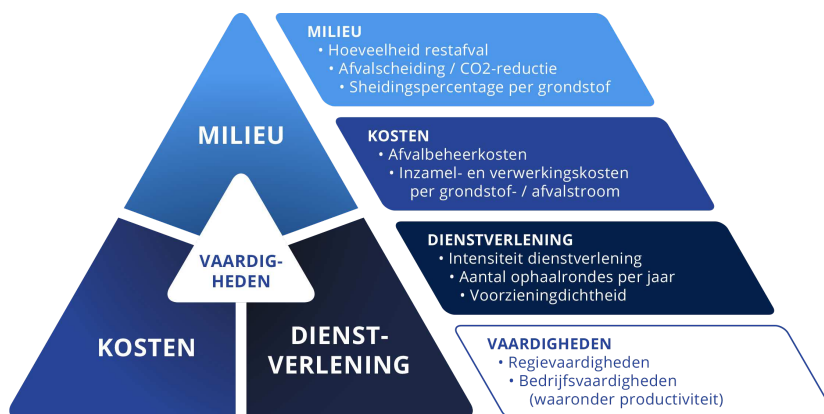 MILIEU
VAARDIG-
HEDEN
KOSTEN
DIENST-
VERLENING
MILIEU
• Hoeveelheid restafval
• Afvalscheiding / CO2-reductie
• Sheidingspercentage per grondstof
KOSTEN
• Afvalbeheerkosten
• Inzamel- en verwerkingskosten
per grondstof- / afvalstroom
DIENSTVERLENING
• Intensiteit dienstverlening
• Aantal ophaalrondes per jaar
• Voorzieningdichtheid
VAARDIGHEDEN
• Regievaardigheden
• Bedrijfsvaardigheden
(waaronder productiviteit)